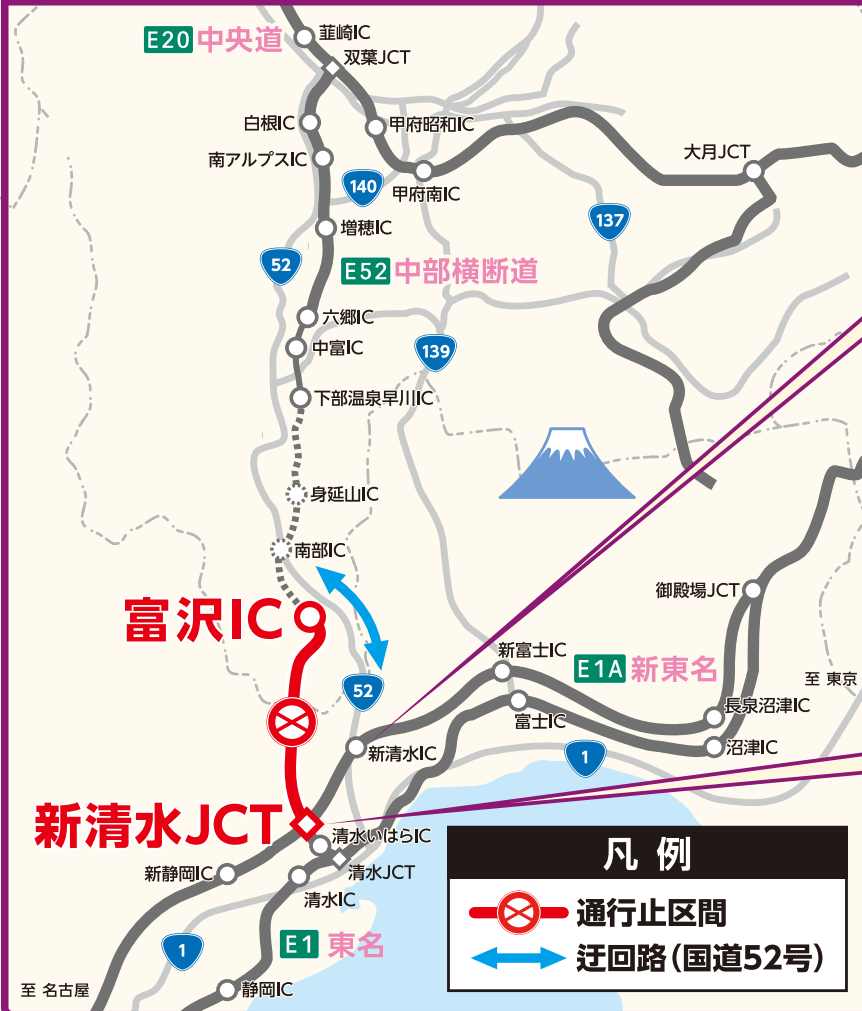 E20 中央道
韮崎IC
双葉JCT
白根IC
甲府昭和IC
南アルプスIC
大月JCT
140
甲府南IC
137
増穂IC
52
E52 中部横断道
六郷IC
中富IC
139
下部温泉早川IC
身延山IC
南部IC
富沢IC
御殿場JCT
新富士IC
E1A 新東名
至 東京
52
富士IC
長泉沼津IC
新清水IC
沼津IC
1
新清水JCT
清水いはらIC
新静岡IC
清水JCT
清水IC
1
E1 東名
至 名古屋
静岡IC
凡 例
通行止区間
迂回路(国道52号)